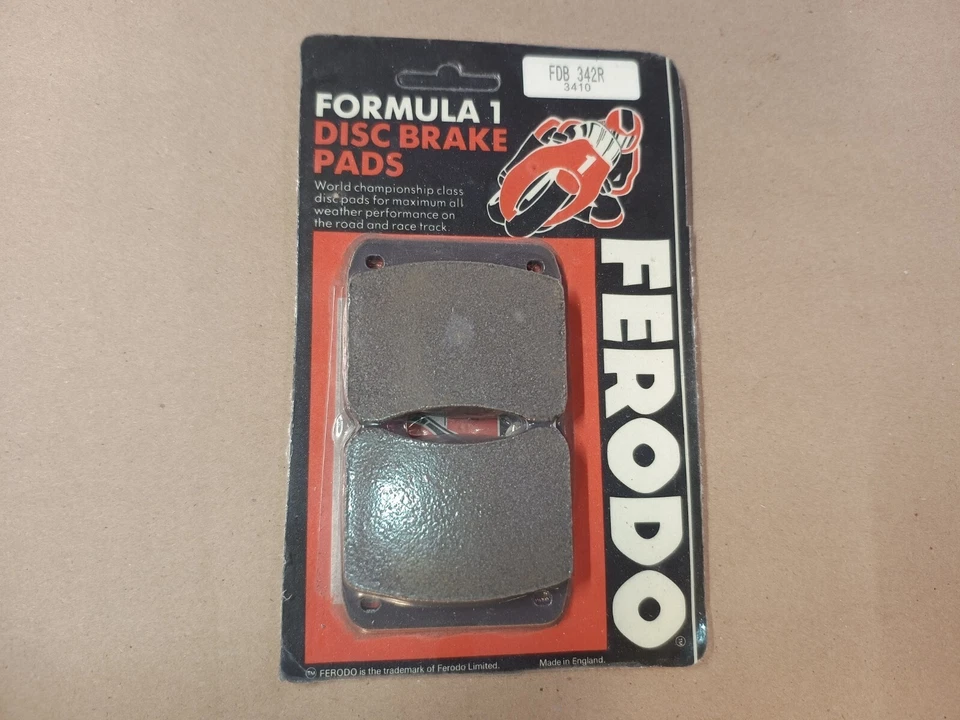 FDB 342R
3410
FORMULA 1
DISC BRAKE
PADS
World championship class
disc pads for maximum all
weather performance on
the road and race track.
1
FERODO
TM FERODO is the trademark of Ferodo Limited.
Made in England.